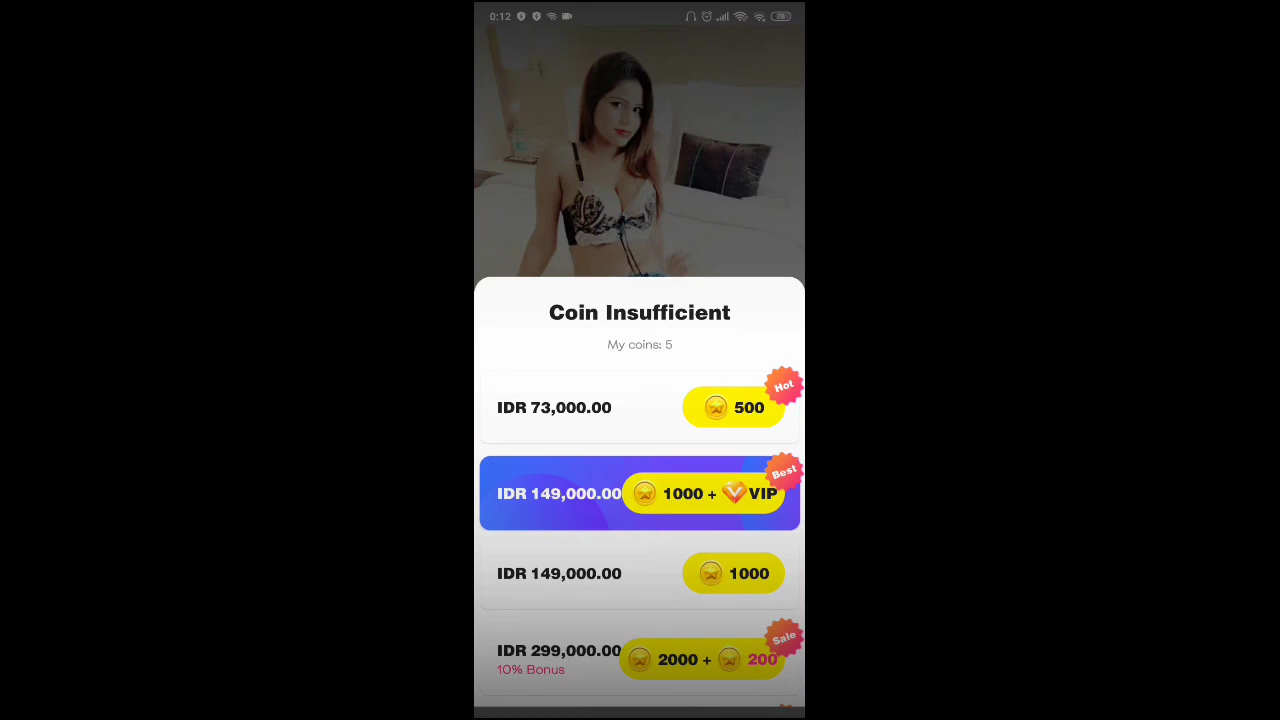 0:12
78
Coin Insufficient
My coins: 5
Hot
IDR 73,000.00 500
Best
IDR 149,000.00 1000 + VIP
IDR 149,000.00 1000
Sale
IDR 299,000.00 2000 + 200
10% Bonus